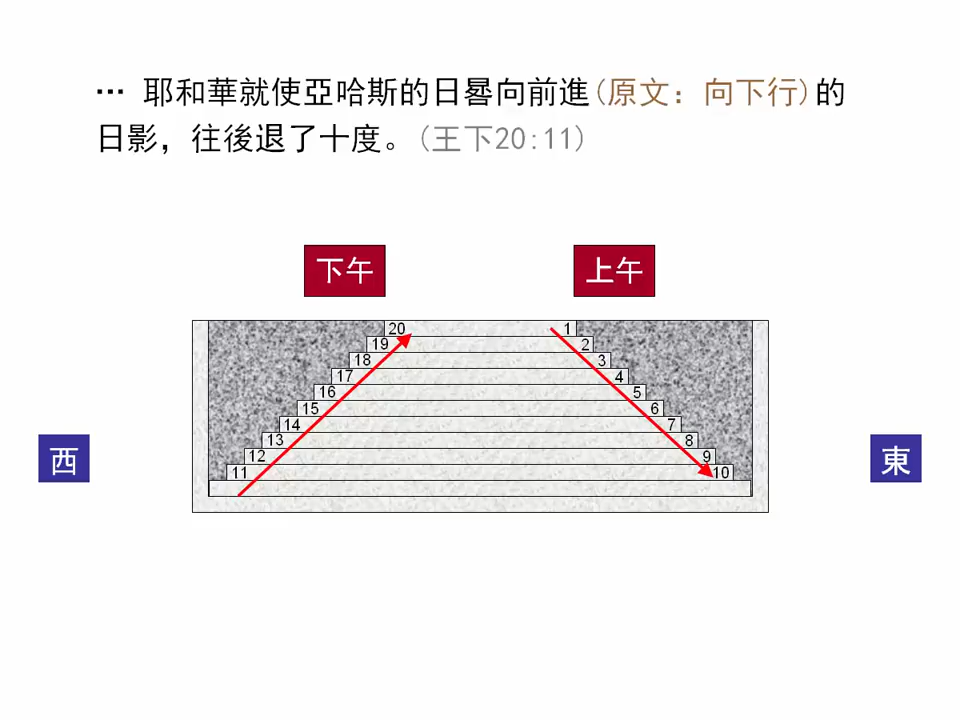 … 耶和華就使亞哈斯的日晷向前進(原文：向下行)的
日影，往後退了十度。(王下20:11)
下午 上午
20 1
19 2
18 3
17 4
16 5
15 6
14 7
13 8
12 9
11 10
西 東